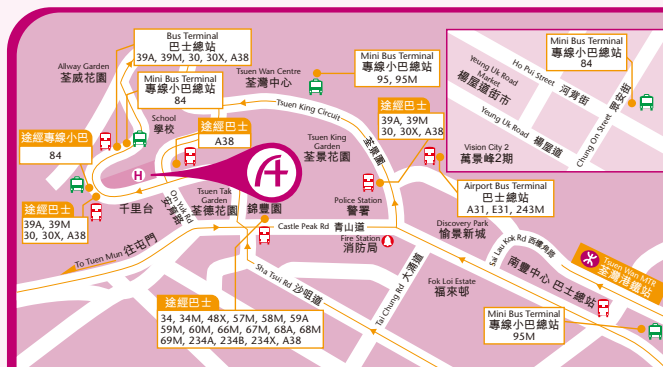 Bus Terminal
巴士總站
39A, 39M, 30, 30X, A38
Allway Garden
荃威花園
Mini Bus Terminal
專線小巴總站
84
School
學校
途經專線小巴
84
途經巴士
A38
H
途經巴士
39A, 39M
30, 30X, A38
千里台
On Yuk Rd
安育路
Tsuen Tak
Garden
荃德花園
錦豐園
To Tuen Mun 往屯門
Tsuen Wan Centre
荃灣中心
Mini Bus Terminal
專線小巴總站
95, 95M
Tsuen King Circuit
荃景圍
Tsuen King
Garden
荃景花園
途經巴士
39A, 39M
30, 30X, A38
Police Station
警署
Castle Peak Rd 青山道
Fire Station
消防局
Sha Tsui Rd 沙咀道
途經巴士
34, 34M, 48X, 57M, 58M, 59A
59M, 60M, 66M, 67M, 68A, 68M
69M, 234A, 234B, 234X, A38
Tai Chung Rd 大涌道
Fok Loi Estate
福來邨
Yeung Uk Road
Market
楊屋道街市
Ho Pui Street 河背街
Yeung Uk Road 楊屋道
Chung On Street 眾安街
Mini Bus Terminal
專線小巴總站
84
Vision City 2
萬景峰2期
Airport Bus Terminal
巴士總站
A31, E31, 243M
Discovery Park
愉景新城
Sai Lau Kok Rd 西樓角路
Tsuen Wan MTR
荃灣港鐵站
南豐中心 巴士總站
Mini Bus Terminal
專線小巴總站
95M